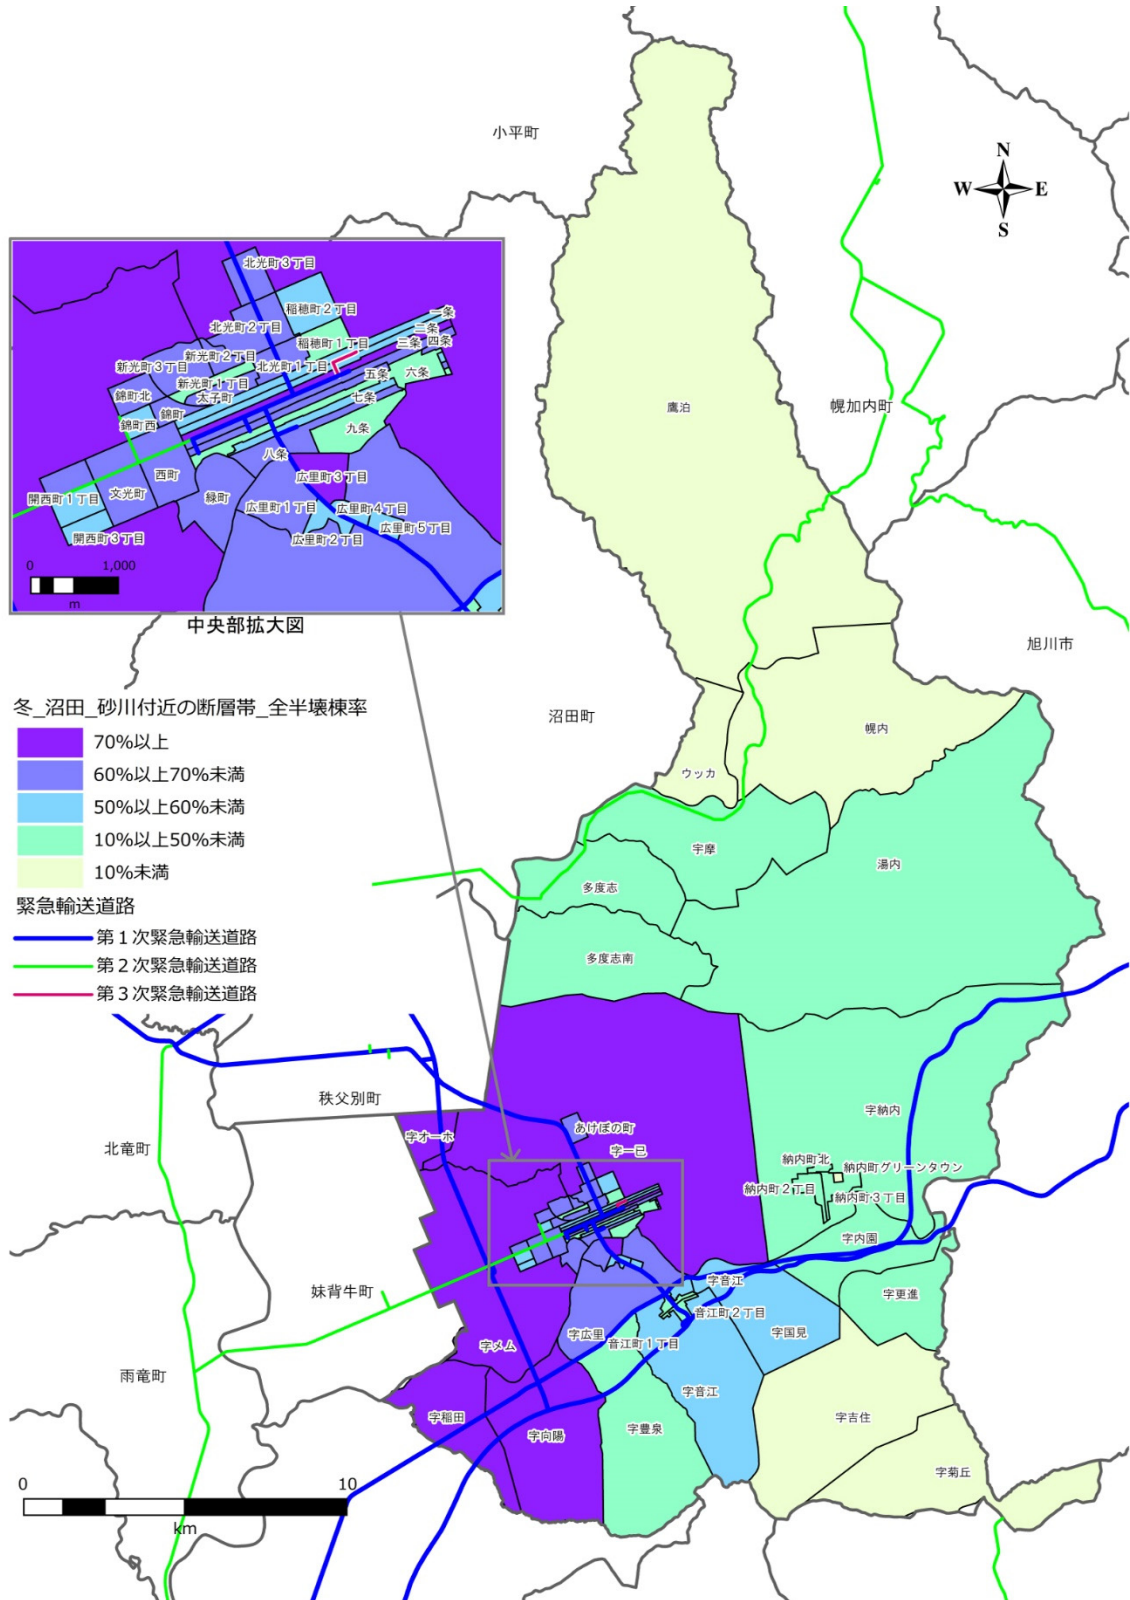 小平町
N
W
E
S
北光町3丁目
稲穂町2丁目
一条
北光町2丁目
二条
稲穂町1丁目
三条
四条
新光町2丁目
新光町3丁目
北光町1丁目
五条
六条
新光町1丁目
錦町北
太子町
七条
錦町
錦町西
九条
八条
西町
広里町3丁目
開西町1丁目
文光町
緑町
広里町1丁目
広里町4丁目
広里町5丁目
開西町3丁目
広里町2丁目
0
1,000
m
中央部拡大図
鷹泊
幌加内町
旭川市
冬_沼田_砂川付近の断層帯_全半壊棟率
70%以上
60%以上70%未満
50%以上60%未満
10%以上50%未満
10%未満
緊急輸送道路
第1次緊急輸送道路
第2次緊急輸送道路
第3次緊急輸送道路
沼田町
幌内
ウッカ
宇摩
湯内
多度志
多度志南
秩父別町
字納内
あけぼの町
字オーホ
北竜町
字一已
納内町北
納内町グリーンタウン
納内町2丁目
納内町3丁目
字内園
妹背牛町
字音江
字更進
音江町2丁目
字広里
字国見
音江町1丁目
字メム
雨竜町
字音江
字稲田
字吉住
字向陽
字豊泉
字菊丘
0
10
km